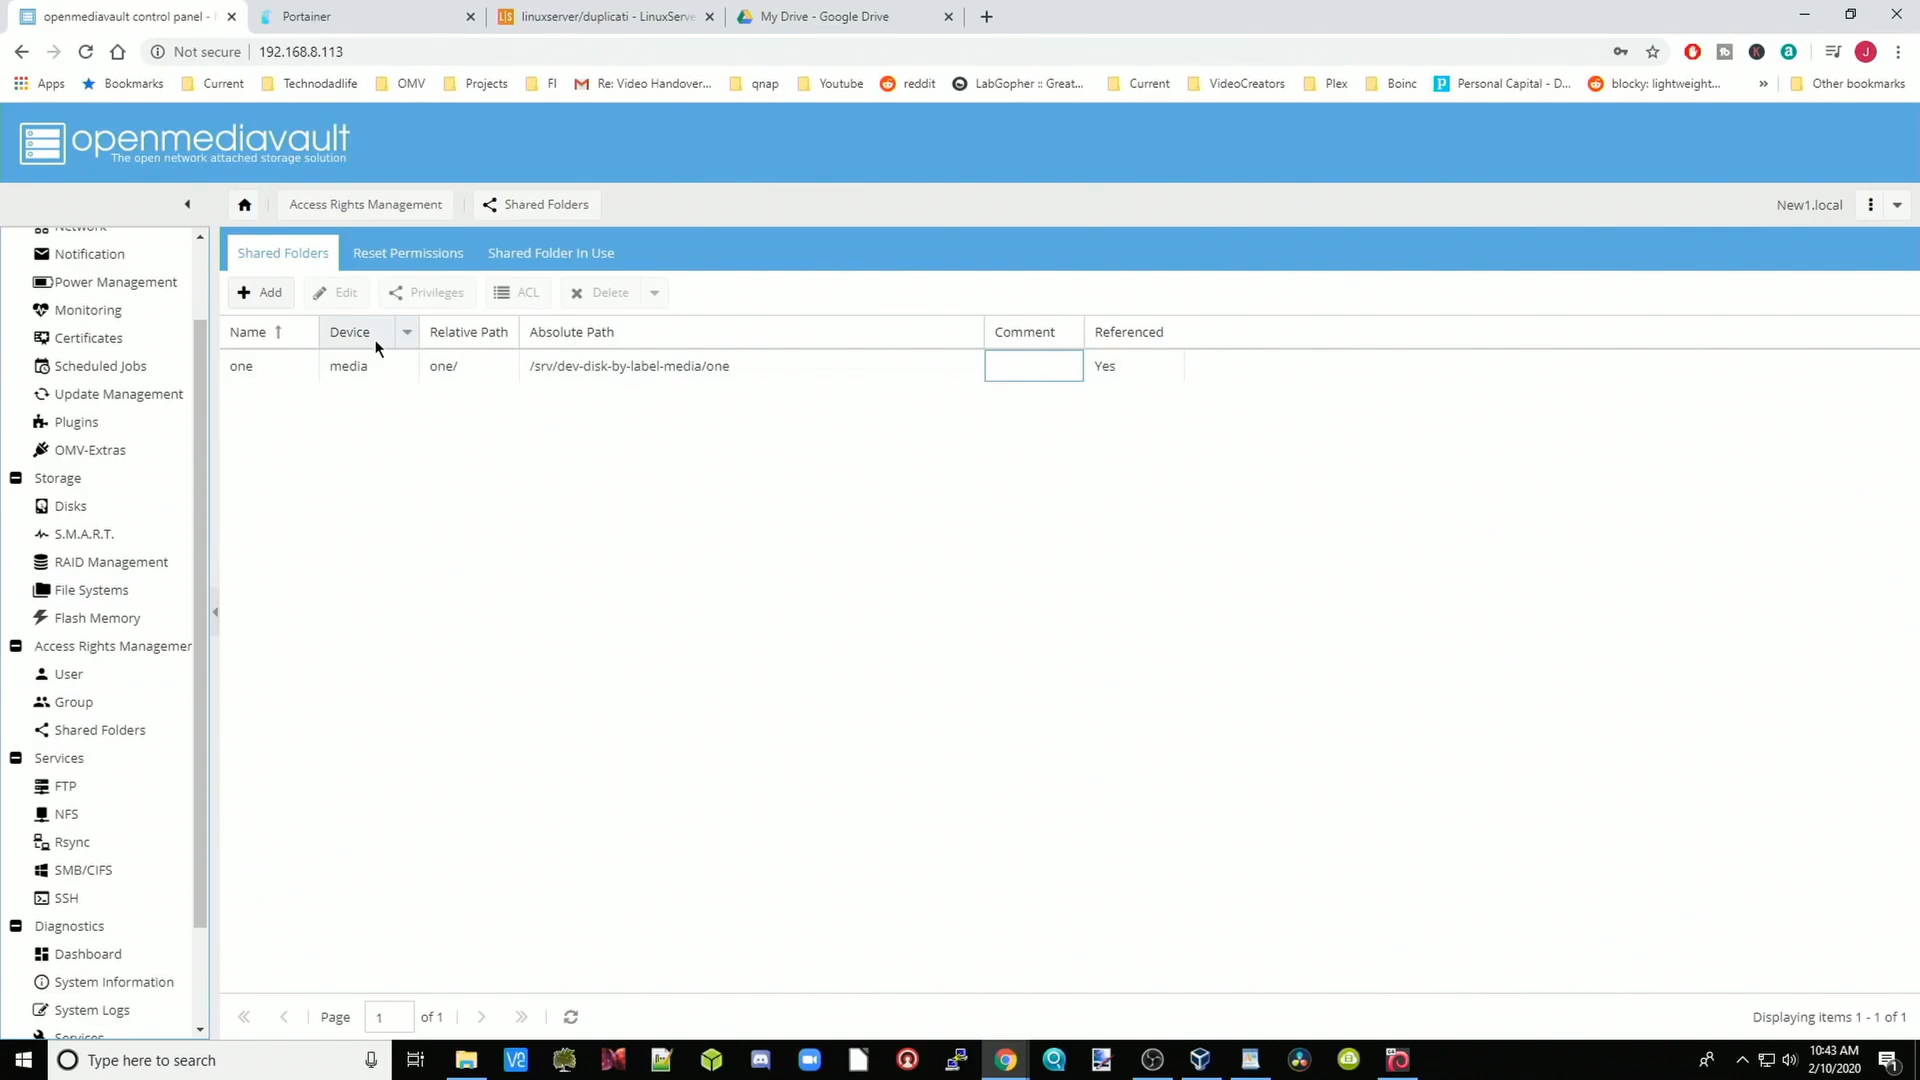 openmediavault control panel -
Portainer
linuxserver/duplicati - LinuxServe
My Drive - Google Drive
Not secure
192.168.8.113
Apps
Bookmarks
Current
Technodadlife
OMV
Projects
FI
Re: Video Handover...
qnap
Youtube
reddit
LabGopher :: Great...
Current
VideoCreators
Plex
Boinc
Personal Capital - D...
blocky: lightweight...
»
Other bookmarks
openmediavault
The open network attached storage solution
Access Rights Management
Shared Folders
New1.local
Network
Notification
Power Management
Monitoring
Certificates
Scheduled Jobs
Update Management
Plugins
OMV-Extras
Storage
Disks
S.M.A.R.T.
RAID Management
File Systems
Flash Memory
Access Rights Managemen
User
Group
Shared Folders
Services
FTP
NFS
Rsync
SMB/CIFS
SSH
Diagnostics
Dashboard
System Information
System Logs
Services
Shared Folders
Reset Permissions
Shared Folder In Use
Add
Edit
Privileges
ACL
Delete
Name
Device
Relative Path
Absolute Path
Comment
Referenced
one
media
one/
/srv/dev-disk-by-label-media/one
Yes
Page
1
of 1
Displaying items 1 - 1 of 1
Type here to search
10:43 AM
2/10/2020